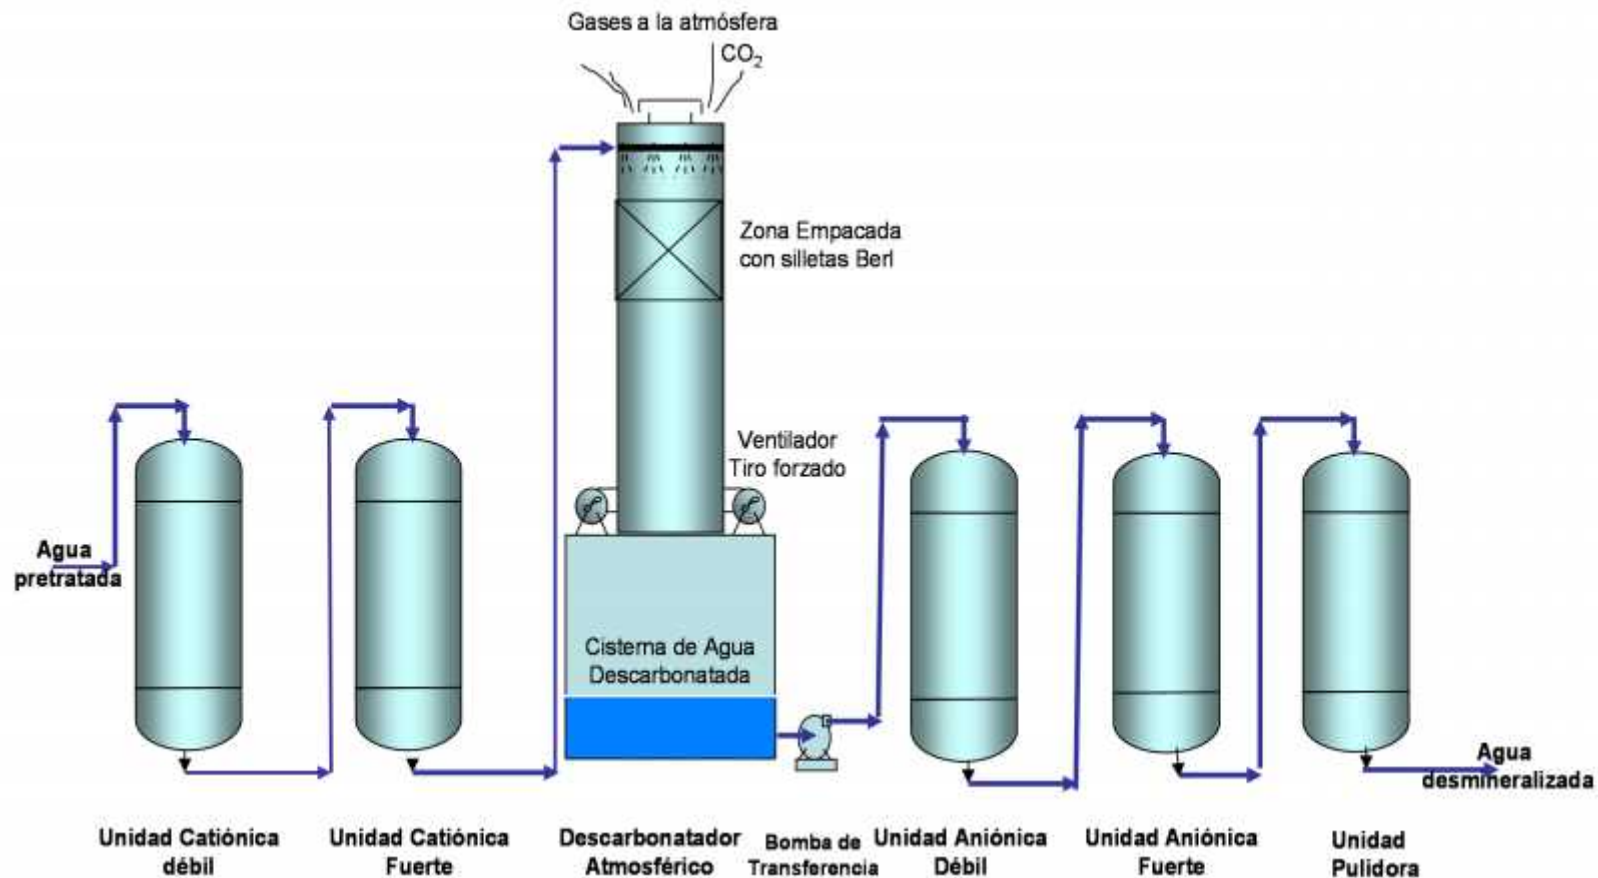 Gases a la atmósfera
CO2
Zona Empacada
con silletas Berl
Ventilador
Tiro forzado
Agua
pretratada
Cisterna de Agua
Descarbonatada
Agua
desmineralizada
Unidad Catiónica
débil
Unidad Catiónica
Fuerte
Descarbonatador
Atmosférico
Bomba de
Transferencia
Unidad Aniónica
Débil
Unidad Aniónica
Fuerte
Unidad
Pulidora